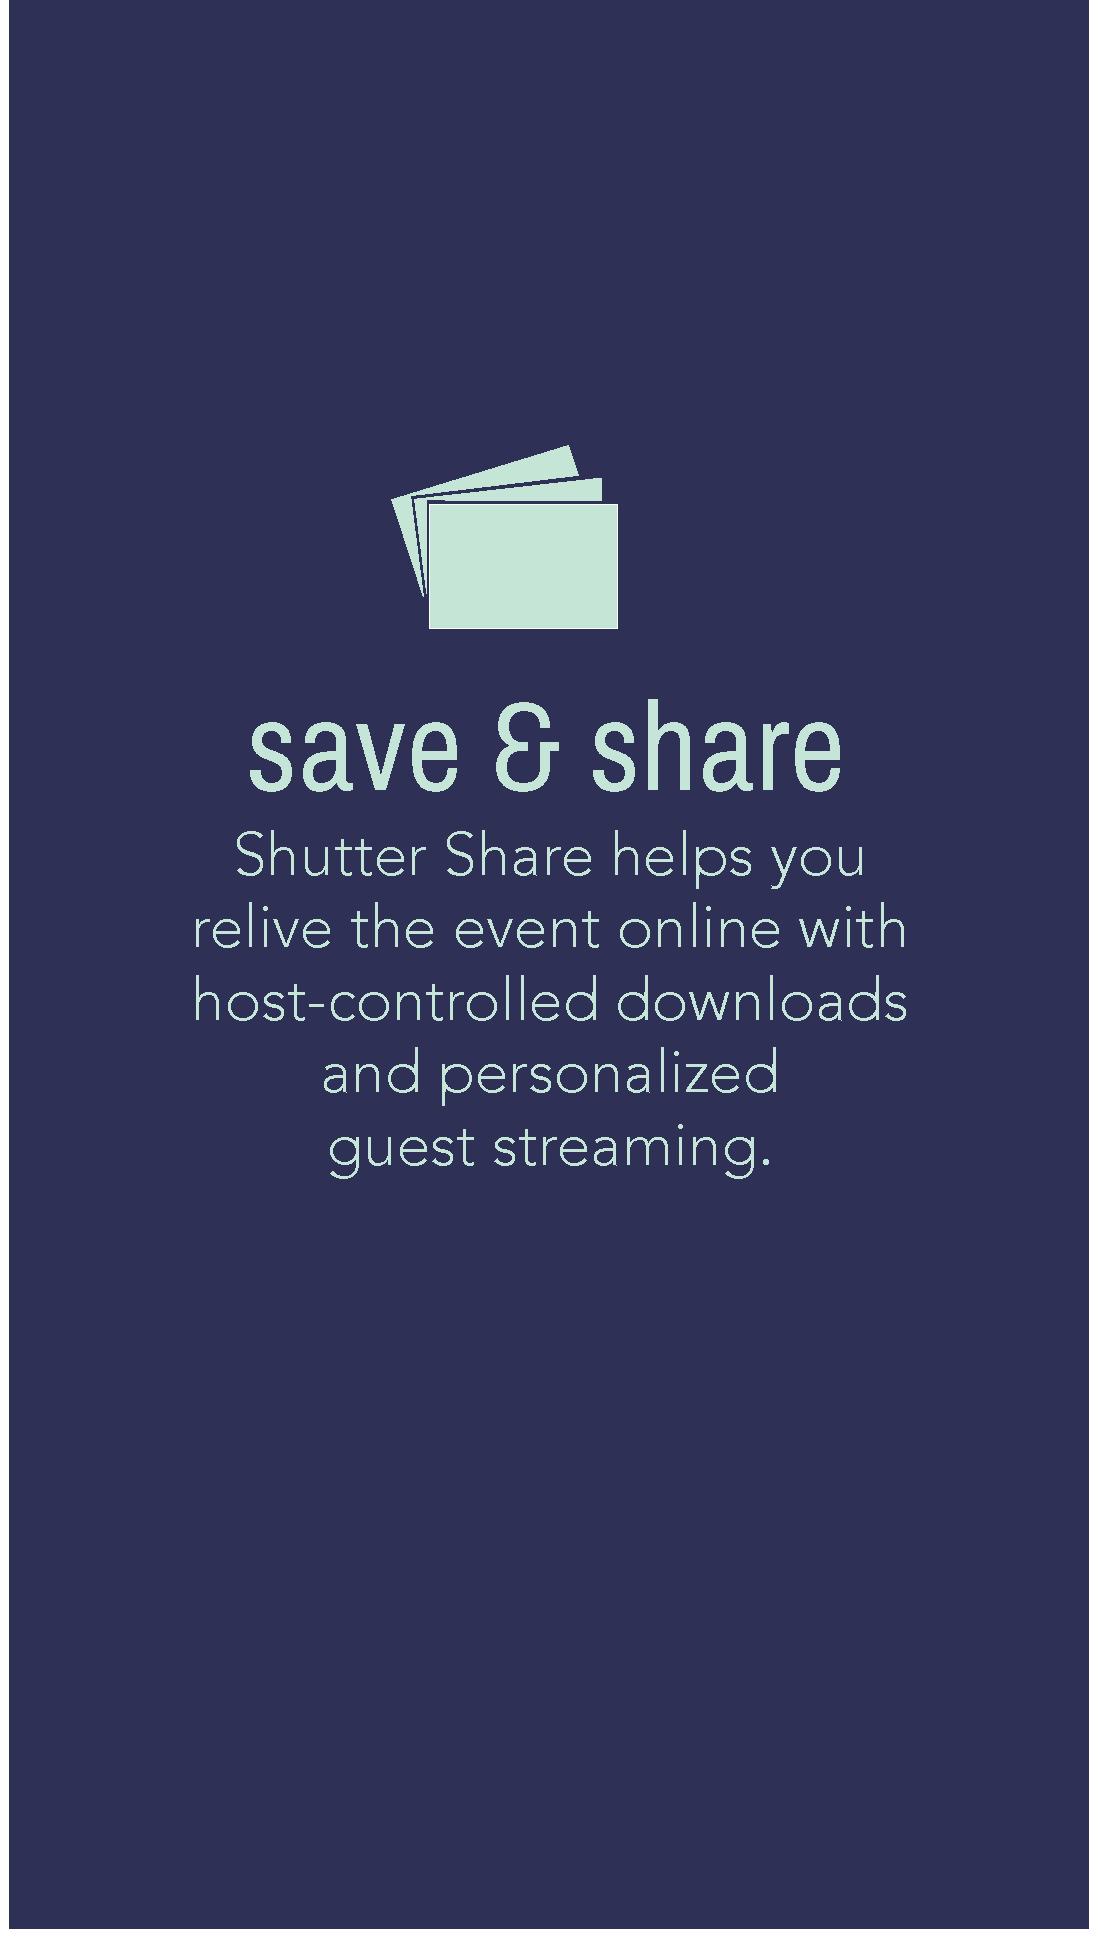 save & share
Shutter Share helps you
relive the event online with
host-controlled downloads
and personalized
guest streaming.